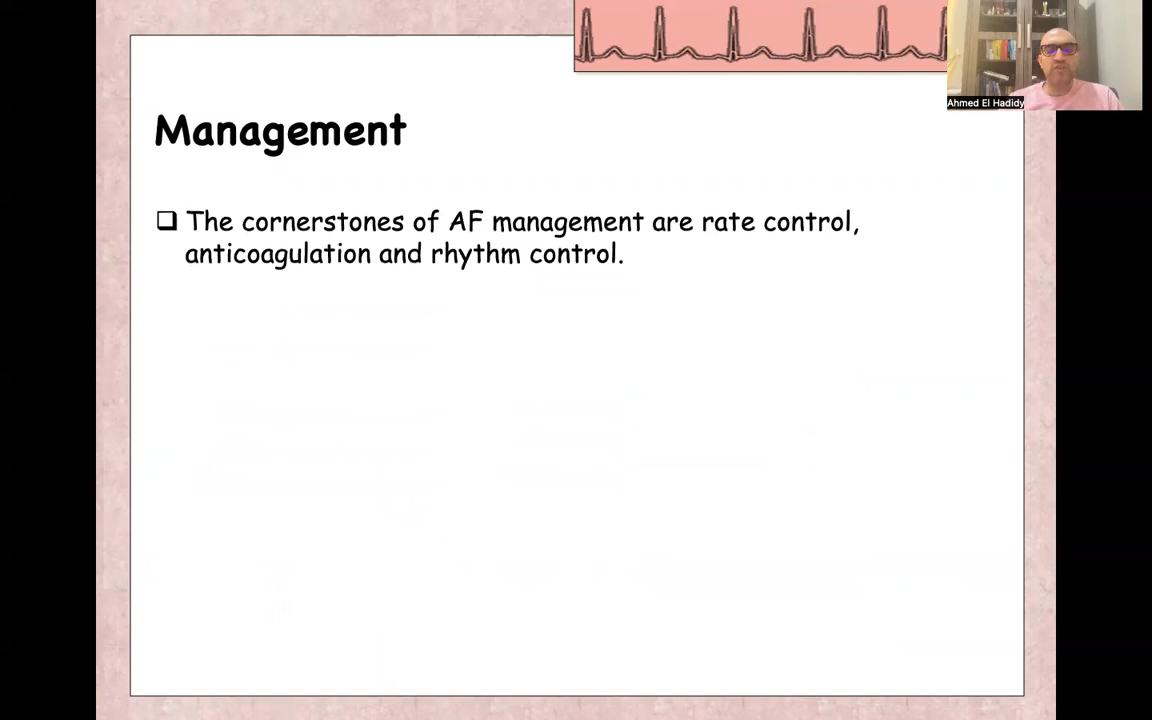 Ahmed El Hadidy
Management
The cornerstones of AF management are rate control,
anticoagulation and rhythm control.